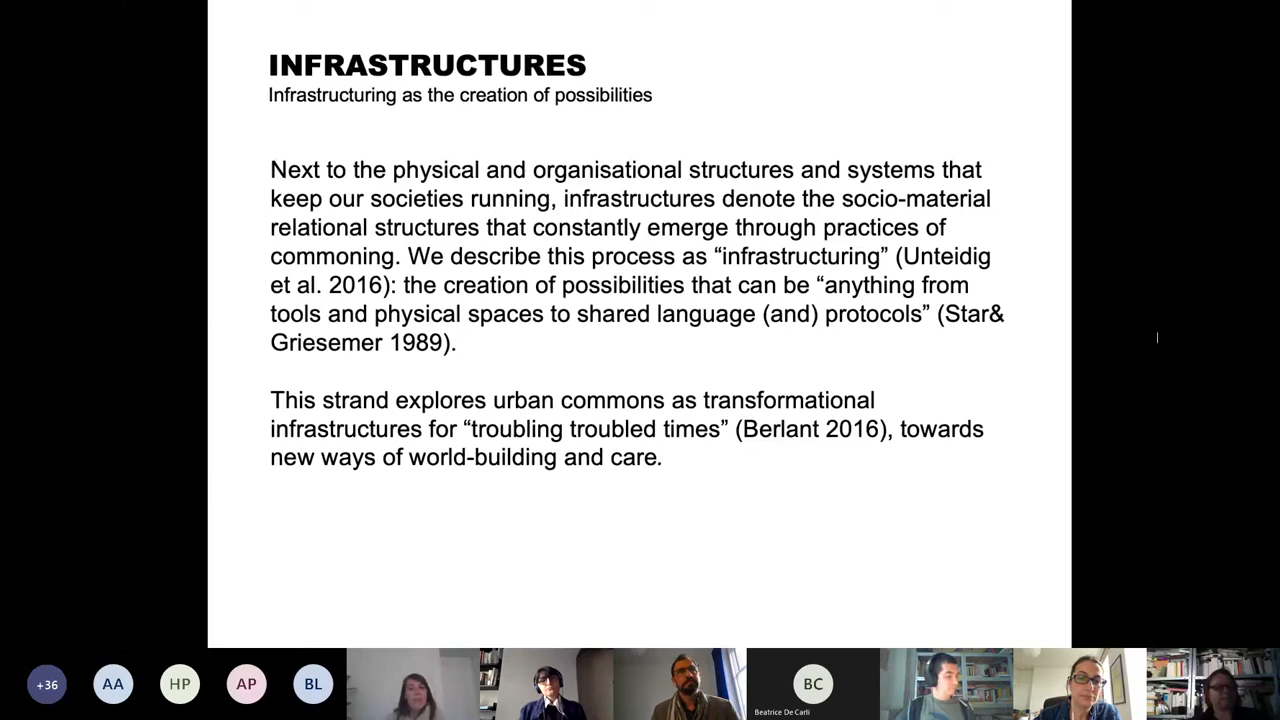 INFRASTRUCTURES
Infrastructuring as the creation of possibilities
Next to the physical and organisational structures and systems that
keep our societies running, infrastructures denote the socio-material
relational structures that constantly emerge through practices of
commoning. We describe this process as “infrastructuring” (Unteidig
et al. 2016): the creation of possibilities that can be “anything from
tools and physical spaces to shared language (and) protocols” (Star&
Griesemer 1989).
This strand explores urban commons as transformational
infrastructures for “troubling troubled times” (Berlant 2016), towards
new ways of world-building and care.
+36
AA
HP
AP
BL
BC
Beatrice De Carli